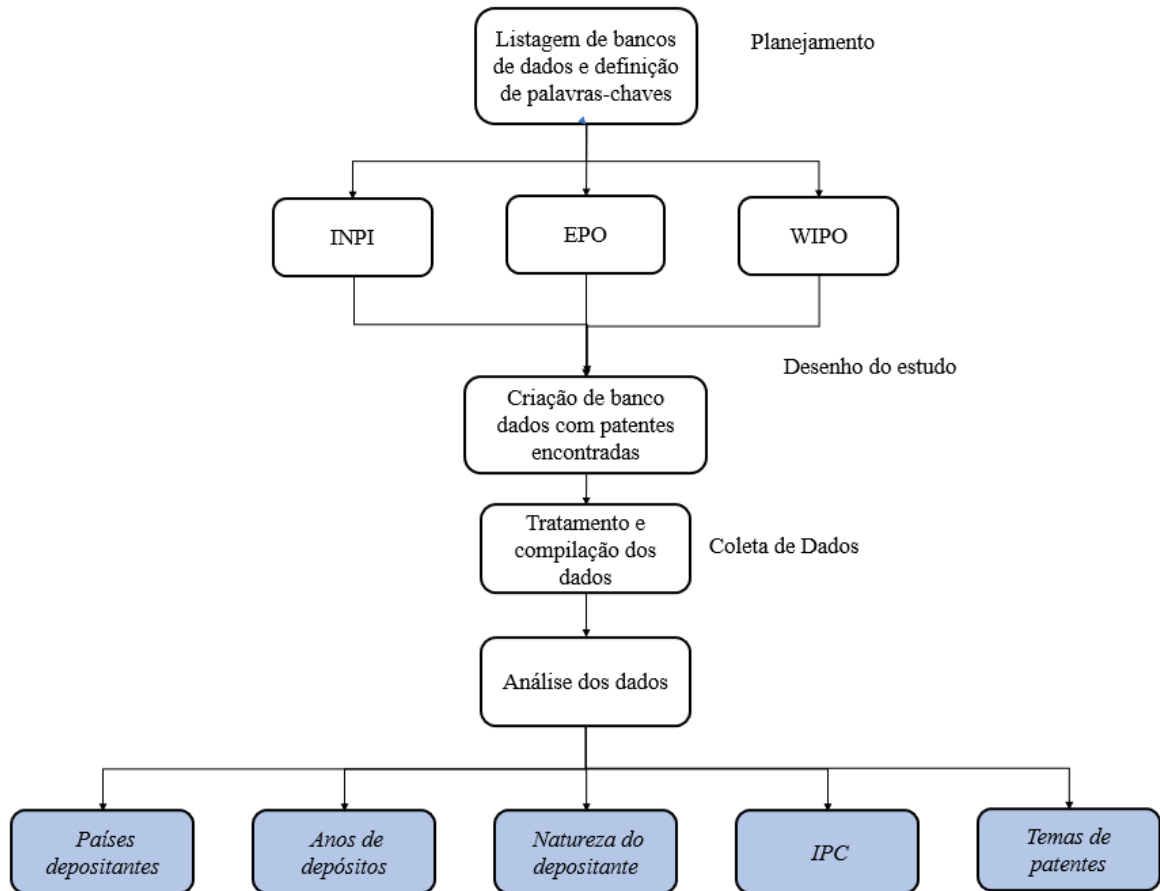 Listagem de bancos
de dados e definição
de palavras-chaves
Planejamento
INPI
EPO
WIPO
Desenho do estudo
Criação de banco
dados com patentes
encontradas
Tratamento e
compilação dos
dados
Coleta de Dados
Análise dos dados
Países
depositantes
Anos de
depósitos
Natureza do
depositante
IPC
Temas de
patentes